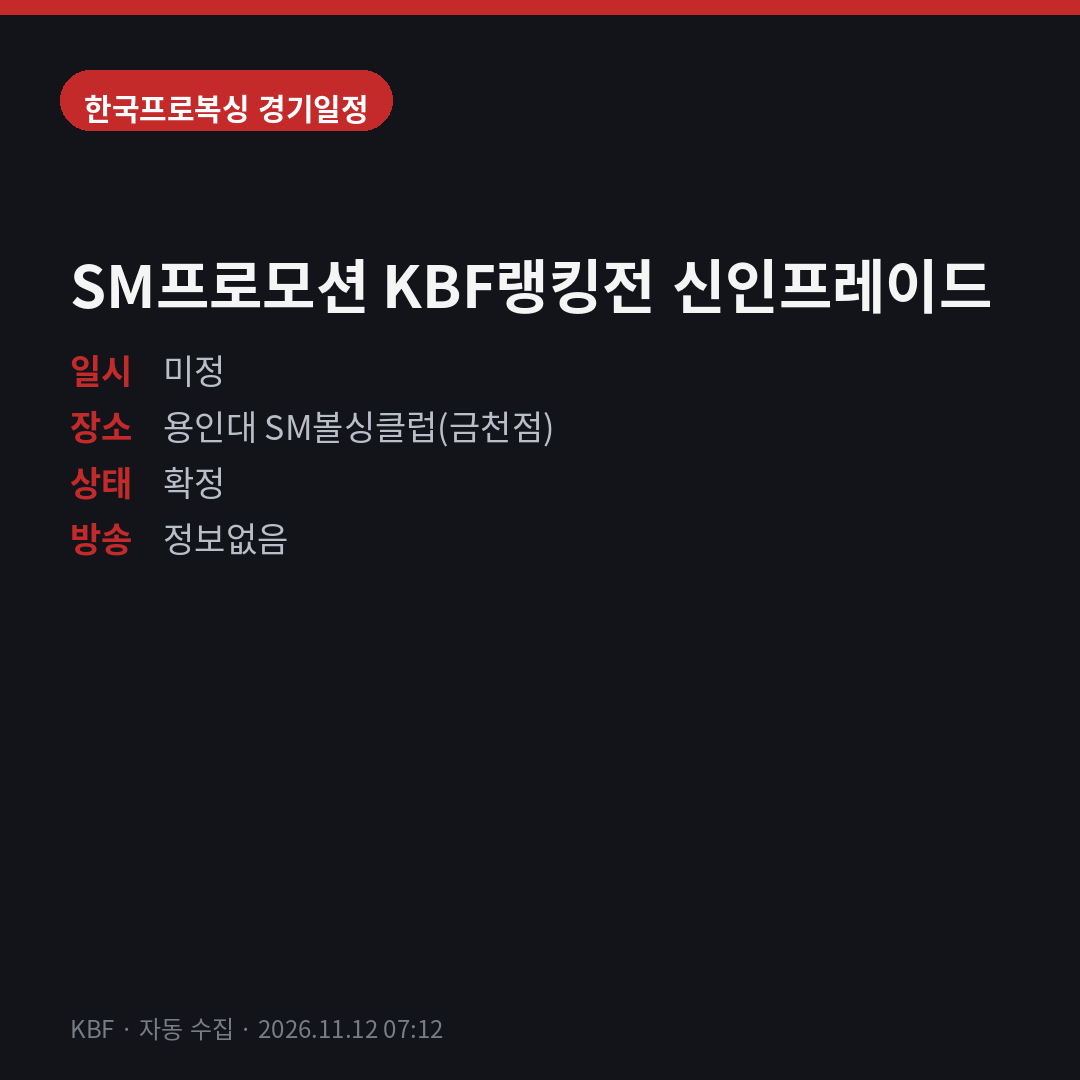 한국프로복싱 경기일정
SM프로모션 KBF랭킹전 신인프레이드
일시 미정
장소 용인대 SM볼싱클럽(금천점)
상태 확정
방송 정보없음
KBF · 자동 수집 · 2026.11.12 07:12